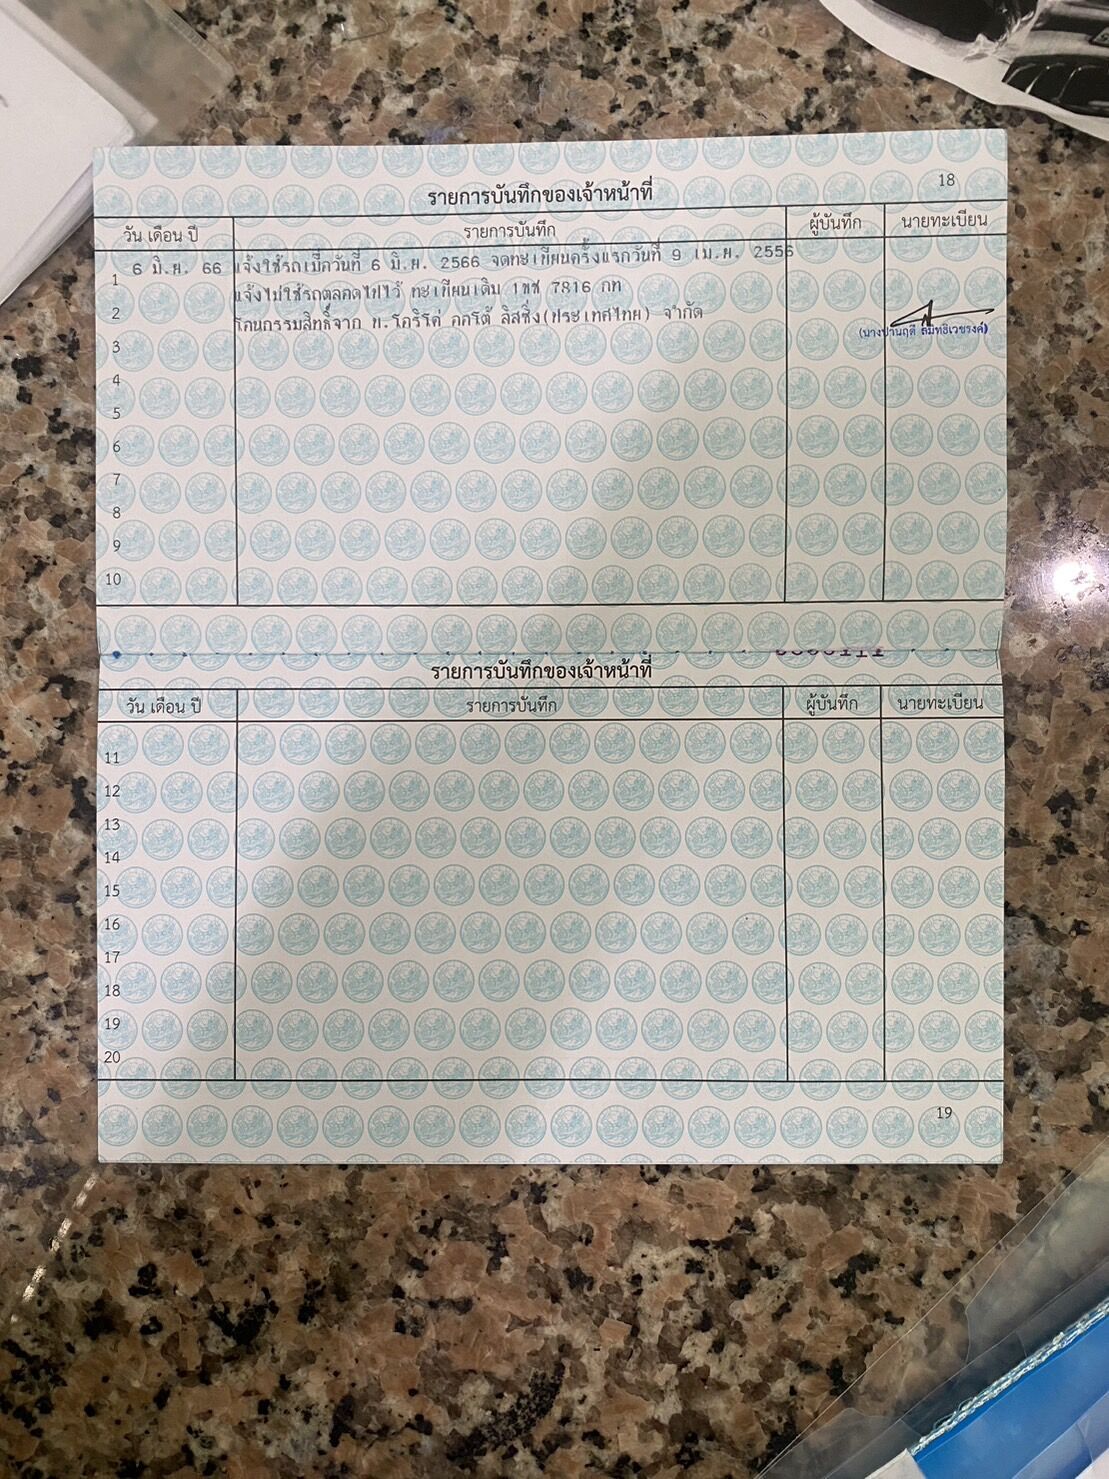 18
รายการบันทึกของเจ้าหน้าที่
วัน เดือน ปี รายการบันทึก ผู้บันทึก นายทะเบียน
6 มิ.ย. 66 แจ้งใช้รถเมื่อวันที่ 6 มิ.ย. 2566 จดทะเบียนครั้งแรกวันที่ 9 เม.ย. 2556
1 แจ้งไม่ใช้รถตลอดไปไว้ ทะเบียนเดิม 1ฒฬ 7816 กท
2 โอนกรรมสิทธิ์จาก บ.โอริโค่ ออโต้ ลิสซิ่ง(ประเทศไทย) จำกัด
3
4
5
6
7
8
9
10
รายการบันทึกของเจ้าหน้าที่
วัน เดือน ปี รายการบันทึก ผู้บันทึก นายทะเบียน
11
12
13
14
15
16
17
18
19
20
19